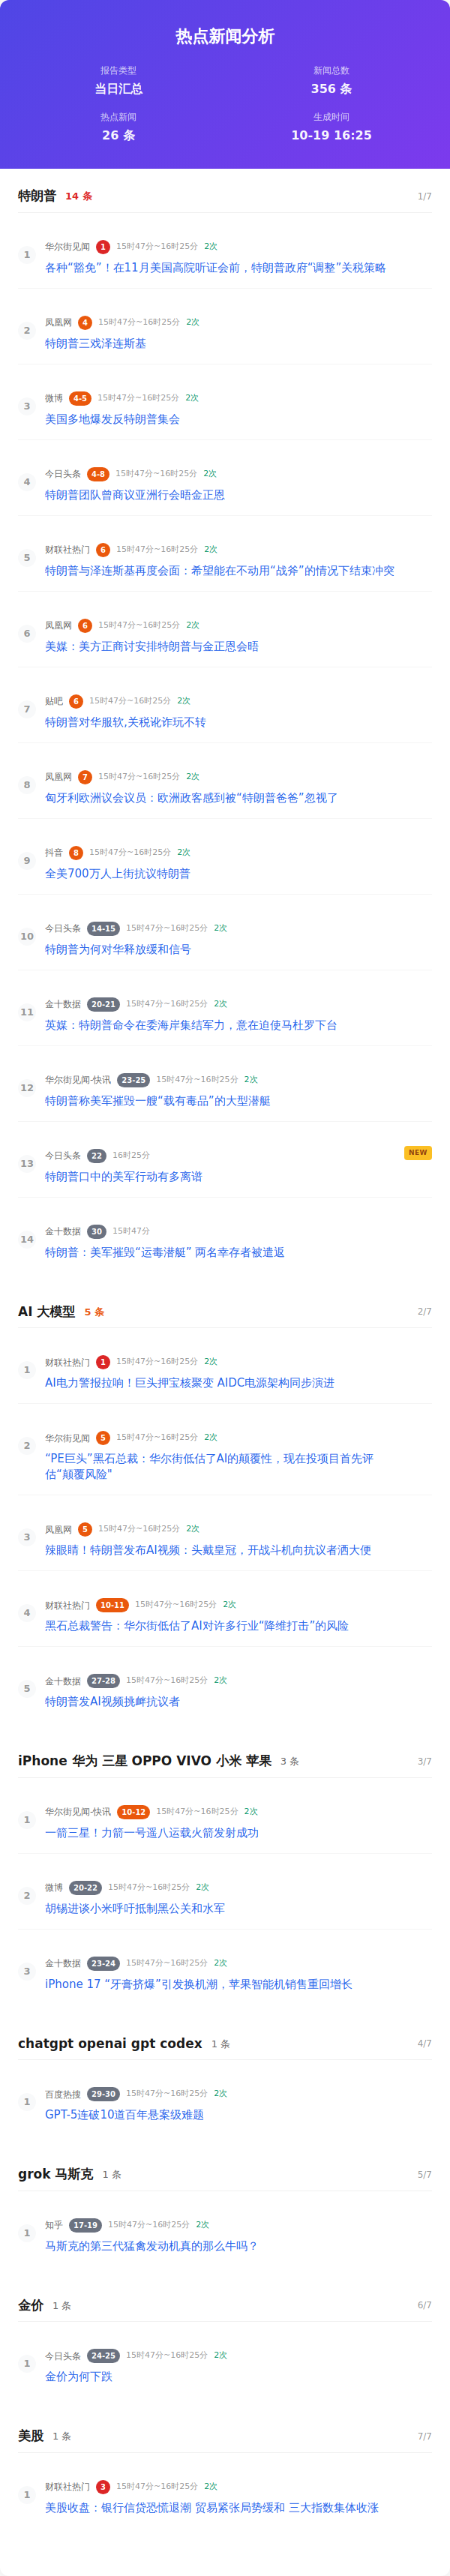 热点新闻分析
报告类型
新闻总数
当日汇总
356 条
热点新闻
生成时间
26 条
10-19 16:25
特朗普 14 条 1/7
1
华尔街见闻 1 15时47分~16时25分 2次
各种“豁免”！在11月美国高院听证会前，特朗普政府“调整”关税策略
2
凤凰网 4 15时47分~16时25分 2次
特朗普三戏泽连斯基
3
微博 4-5 15时47分~16时25分 2次
美国多地爆发反特朗普集会
4
今日头条 4-8 15时47分~16时25分 2次
特朗普团队曾商议亚洲行会晤金正恩
5
财联社热门 6 15时47分~16时25分 2次
特朗普与泽连斯基再度会面：希望能在不动用“战斧”的情况下结束冲突
6
凤凰网 6 15时47分~16时25分 2次
美媒：美方正商讨安排特朗普与金正恩会晤
7
贴吧 6 15时47分~16时25分 2次
特朗普对华服软,关税讹诈玩不转
8
凤凰网 7 15时47分~16时25分 2次
匈牙利欧洲议会议员：欧洲政客感到被“特朗普爸爸”忽视了
9
抖音 8 15时47分~16时25分 2次
全美700万人上街抗议特朗普
10
今日头条 14-15 15时47分~16时25分 2次
特朗普为何对华释放缓和信号
11
金十数据 20-21 15时47分~16时25分 2次
英媒：特朗普命令在委海岸集结军力，意在迫使马杜罗下台
12
华尔街见闻-快讯 23-25 15时47分~16时25分 2次
特朗普称美军摧毁一艘“载有毒品”的大型潜艇
13
今日头条 22 16时25分 NEW
特朗普口中的美军行动有多离谱
14
金十数据 30 15时47分
特朗普：美军摧毁“运毒潜艇” 两名幸存者被遣返
AI 大模型 5 条 2/7
1
财联社热门 1 15时47分~16时25分 2次
AI电力警报拉响！巨头押宝核聚变 AIDC电源架构同步演进
2
华尔街见闻 5 15时47分~16时25分 2次
“PE巨头”黑石总裁：华尔街低估了AI的颠覆性，现在投项目首先评
估“颠覆风险”
3
凤凰网 5 15时47分~16时25分 2次
辣眼睛！特朗普发布AI视频：头戴皇冠，开战斗机向抗议者洒大便
4
财联社热门 10-11 15时47分~16时25分 2次
黑石总裁警告：华尔街低估了AI对许多行业“降维打击”的风险
5
金十数据 27-28 15时47分~16时25分 2次
特朗普发AI视频挑衅抗议者
iPhone 华为 三星 OPPO VIVO 小米 苹果 3 条 3/7
1
华尔街见闻-快讯 10-12 15时47分~16时25分 2次
一箭三星！力箭一号遥八运载火箭发射成功
2
微博 20-22 15时47分~16时25分 2次
胡锡进谈小米呼吁抵制黑公关和水军
3
金十数据 23-24 15时47分~16时25分 2次
iPhone 17 “牙膏挤爆”引发换机潮，苹果智能机销售重回增长
chatgpt openai gpt codex 1 条 4/7
1
百度热搜 29-30 15时47分~16时25分 2次
GPT-5连破10道百年悬案级难题
grok 马斯克 1 条 5/7
1
知乎 17-19 15时47分~16时25分 2次
马斯克的第三代猛禽发动机真的那么牛吗？
金价 1 条 6/7
1
今日头条 24-25 15时47分~16时25分 2次
金价为何下跌
美股 1 条 7/7
1
财联社热门 3 15时47分~16时25分 2次
美股收盘：银行信贷恐慌退潮 贸易紧张局势缓和 三大指数集体收涨